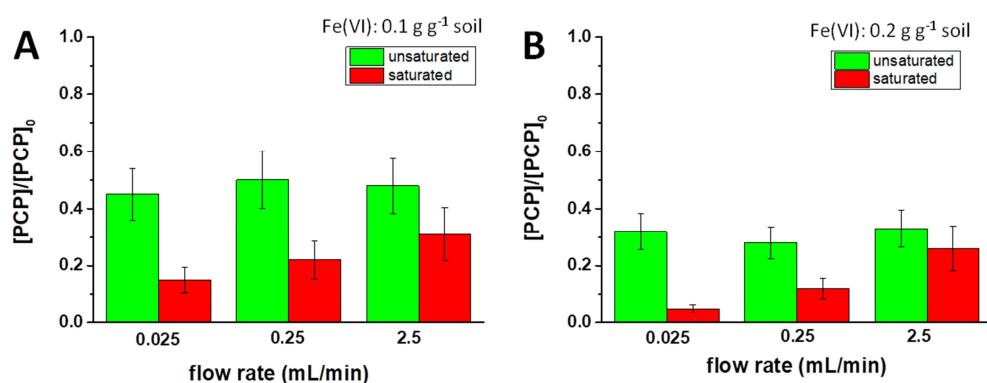 A
Fe(VI): 0.1 g g⁻¹ soil
unsaturated
saturated
[PCP]/[PCP]₀
1.0
0.8
0.6
0.4
0.2
0.0
0.025 0.25 2.5
flow rate (mL/min)
B
Fe(VI): 0.2 g g⁻¹ soil
unsaturated
saturated
[PCP]/[PCP]₀
1.0
0.8
0.6
0.4
0.2
0.0
0.025 0.25 2.5
flow rate (mL/min)